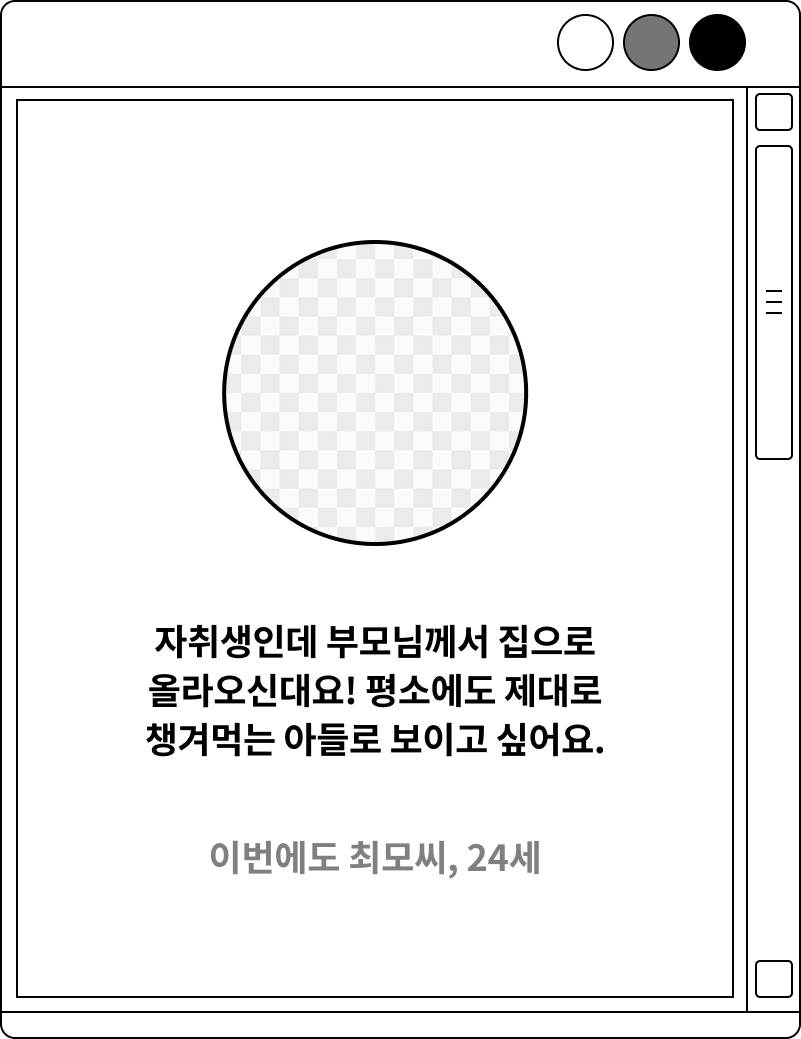 자취생인데 부모님께서 집으로
올라오신대요! 평소에도 제대로
챙겨먹는 아들로 보이고 싶어요.
이번에도 최모씨, 24세